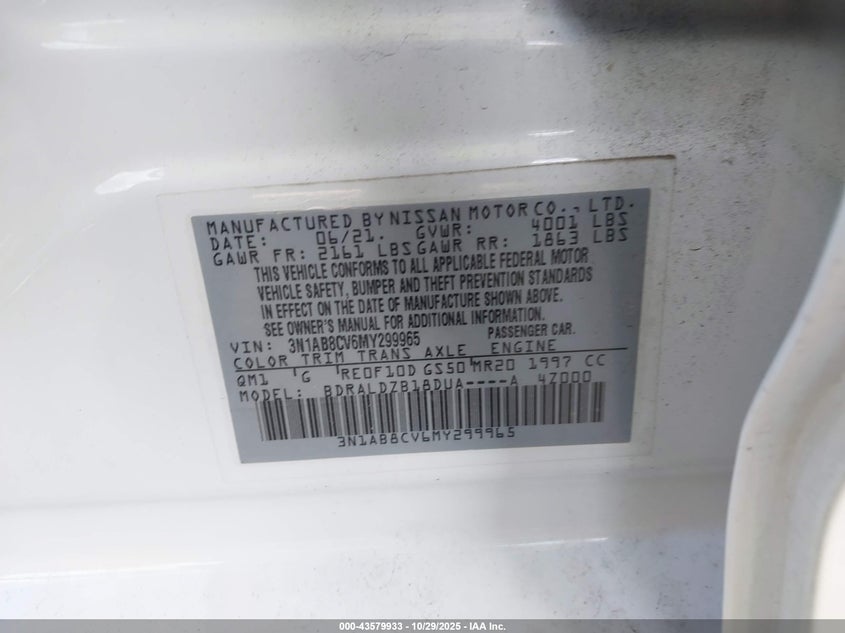 MANUFACTURED BY NISSAN MOTOR CO., LTD.
DATE: 06/21. GVWR: 4001 LBS
GAWR FR: 2161 LBS GAWR RR: 1863 LBS
THIS VEHICLE CONFORMS TO ALL APPLICABLE FEDERAL MOTOR
VEHICLE SAFETY, BUMPER AND THEFT PREVENTION STANDARDS
IN EFFECT ON THE DATE OF MANUFACTURE SHOWN ABOVE.
SEE OWNER'S MANUAL FOR ADDITIONAL INFORMATION.
VIN: 3N1AB8CV6MY299965 PASSENGER CAR.
COLOR TRIM TRANS AXLE ENGINE
QM1 G RE0F10D GS50 MR20 1997 CC
MODEL: BDRALDZB18DUA----A 4Z000
3N1AB8CV6MY299965
000-43579933 | 10/29/2025 - IAA Inc.